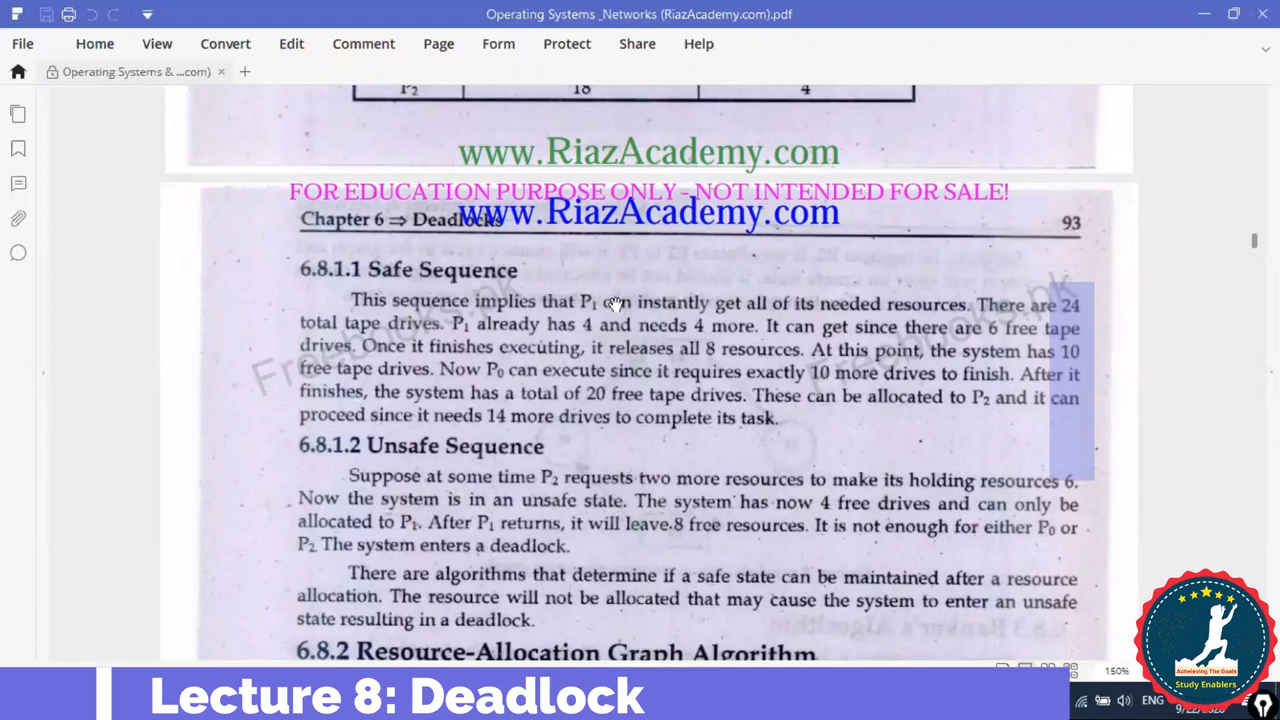 Operating Systems _Networks (RiazAcademy.com).pdf
File Home View Convert Edit Comment Page Form Protect Share Help
Operating Systems & ...com)
P2 18 4
www.RiazAcademy.com
FOR EDUCATION PURPOSE ONLY - NOT INTENDED FOR SALE!
www.RiazAcademy.com
Chapter 6 ⇒ Deadlocks 93
6.8.1.1 Safe Sequence
This sequence implies that P1 can instantly get all of its needed resources. There are 24
total tape drives. P1 already has 4 and needs 4 more. It can get since there are 6 free tape
drives. Once it finishes executing, it releases all 8 resources. At this point, the system has 10
free tape drives. Now P0 can execute since it requires exactly 10 more drives to finish. After it
finishes, the system has a total of 20 free tape drives. These can be allocated to P2 and it can
proceed since it needs 14 more drives to complete its task.
6.8.1.2 Unsafe Sequence
Suppose at some time P2 requests two more resources to make its holding resources 6.
Now the system is in an unsafe state. The system has now 4 free drives and can only be
allocated to P1. After P1 returns, it will leave 8 free resources. It is not enough for either P0 or
P2. The system enters a deadlock.
There are algorithms that determine if a safe state can be maintained after a resource
allocation. The resource will not be allocated that may cause the system to enter an unsafe
state resulting in a deadlock.
6.8.2 Resource-Allocation Graph Algorithm
Freebooks.pk
Freebooks.pk
150%
ENG
Lecture 8: Deadlock
Acheieving The Goals
Study Enablers